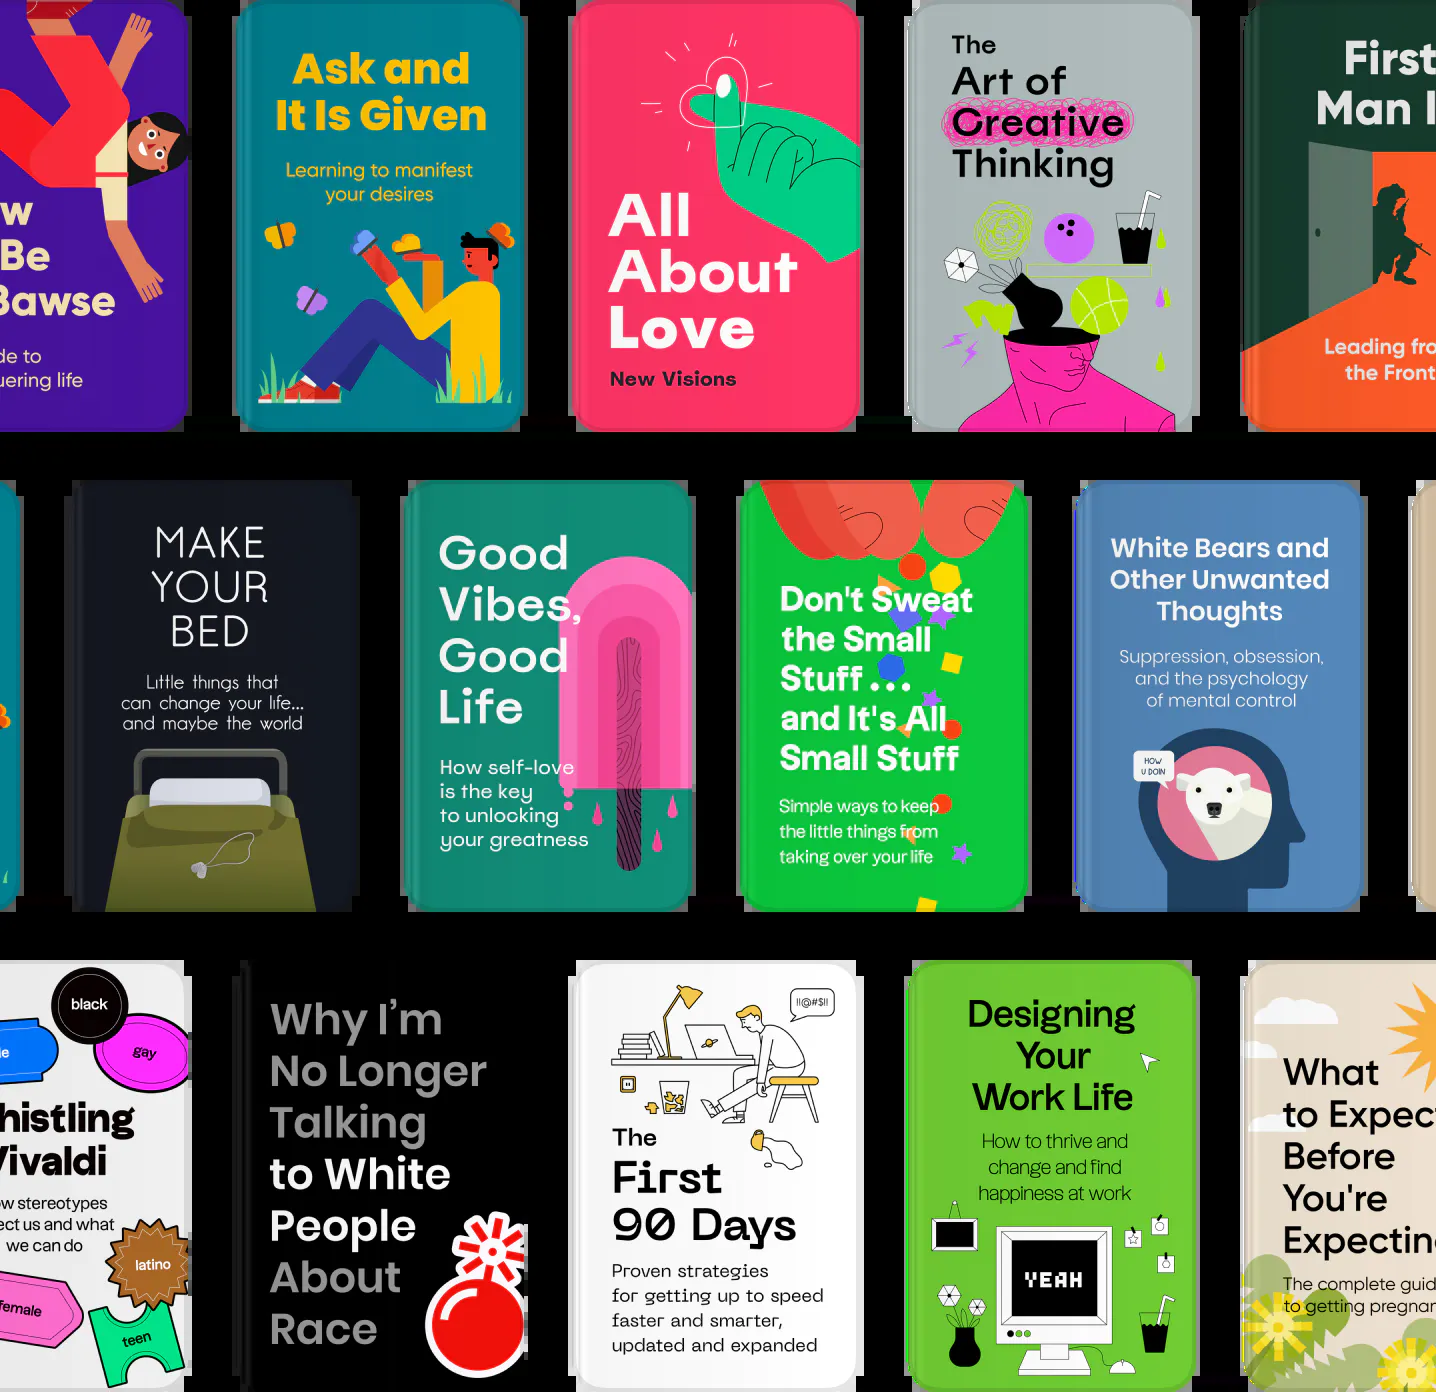 w
Be
Bawse
de to
uering life
Ask and
It Is Given
Learning to manifest
your desires
All
About
Love
New Visions
The
Art of
Creative
Thinking
First
Man I
Leading fro
the Front
MAKE
YOUR
BED
Little things that
can change your life...
and maybe the world
Good
Vibes,
Good
Life
How self-love
is the key
to unlocking
your greatness
Don't Sweat
the Small
Stuff ...
and It's All
Small Stuff
Simple ways to keep
the little things from
taking over your life
White Bears and
Other Unwanted
Thoughts
Suppression, obsession,
and the psychology
of mental control
HOW
U DOIN
black
le
gay
histling
Vivaldi
ow stereotypes
ect us and what
we can do
latino
female
teen
Why I'm
No Longer
Talking
to White
People
About
Race
!!@#$!!
The
First
90 Days
Proven strategies
for getting up to speed
faster and smarter,
updated and expanded
Designing
Your
Work Life
How to thrive and
change and find
happiness at work
YEAH
What
to Expec
Before
You're
Expectin
The complete guid
to getting pregnan